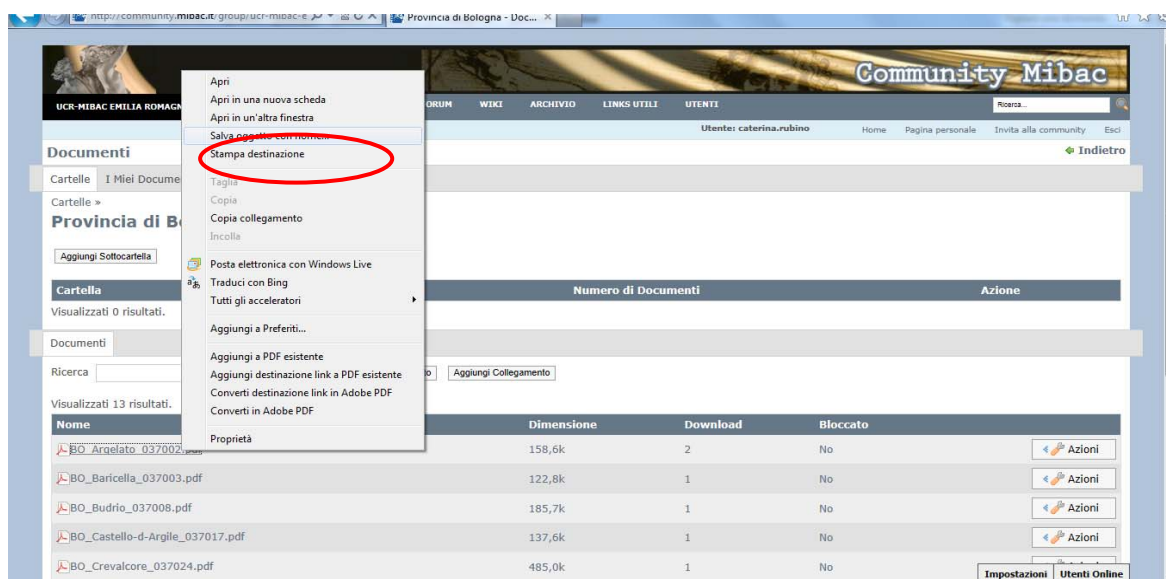 http://community.mibac.it/group/ucr-mibac-e
Provincia di Bologna - Doc...
Community Mibac
UCR-MIBAC EMILIA ROMAGN
ORUM WIKI ARCHIVIO LINKS UTILI UTENTI
Ricerca...
Utente: caterina.rubino Home Pagina personale Invita alla community Esci
Documenti Indietro
Cartelle I Miei Docume
Cartelle »
Provincia di B
Aggiungi Sottocartella
Cartella Numero di Documenti Azione
Visualizzati 0 risultati.
Documenti
Ricerca Aggiungi Collegamento
Visualizzati 13 risultati.
Apri
Apri in una nuova scheda
Apri in un'altra finestra
Salva oggetto con nome...
Stampa destinazione
Taglia
Copia
Copia collegamento
Incolla
Posta elettronica con Windows Live
Traduci con Bing
Tutti gli acceleratori
Aggiungi a Preferiti...
Aggiungi a PDF esistente
Aggiungi destinazione link a PDF esistente
Converti destinazione link in Adobe PDF
Converti in Adobe PDF
Proprietà
Nome Dimensione Download Bloccato
BO_Argelato_037002.pdf 158,6k 2 No Azioni
BO_Baricella_037003.pdf 122,8k 1 No Azioni
BO_Budrio_037008.pdf 185,7k 1 No Azioni
BO_Castello-d-Argile_037017.pdf 137,6k 1 No Azioni
BO_Crevalcore_037024.pdf 485,0k 1 No
Impostazioni Utenti Online